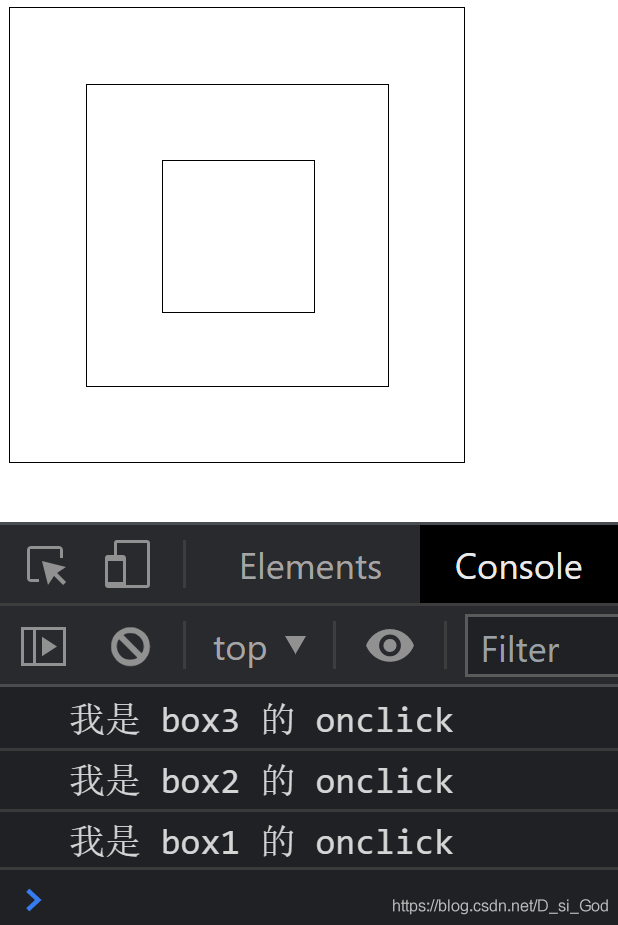 Elements Console
top Filter
我是 box3 的 onclick
我是 box2 的 onclick
我是 box1 的 onclick
https://blog.csdn.net/D_si_God